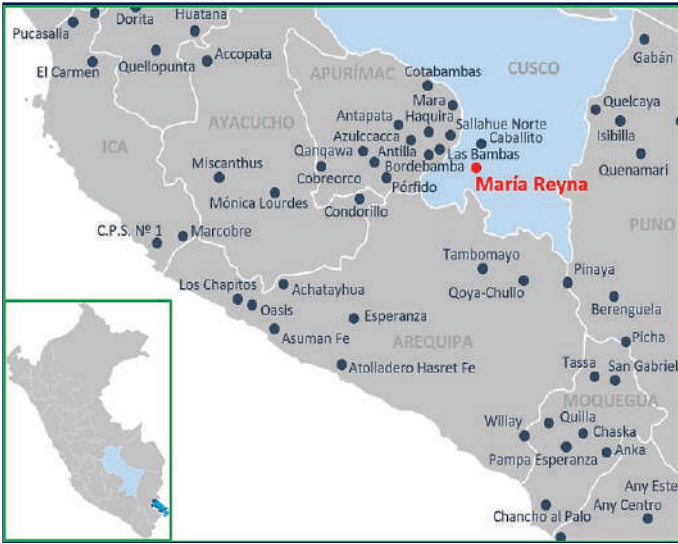 Huatana
Dorita
Pucasalla
Gabán
El Carmen
Quellopunta
Accopata
APURÍMAC
Cotabambas
CUSCO
Mara
Quelcaya
Haquira
Antapata
Sallahue Norte
AYACUCHO
Azulccacca
Caballito
Isibilla
ICA
Qanqawa
Antilla
Las Bambas
Quenamari
Miscanthus
Cobreorco
Bordebamba
María Reyna
Pórfido
Mónica Lourdes
Condorillo
PUNO
C.P.S. Nº 1
Marcobre
Tambomayo
Pinaya
Los Chapitos
Achatayhua
Qoya-Chullo
Oasis
Berenguela
Esperanza
Asuman Fe
AREQUIPA
Picha
Tassa
San Gabriel
Atolladero Hasret Fe
MOQUEGUA
Willay
Quilla
Chaska
Pampa Esperanza
Anka
Any Este
Chancho al Palo
Any Centro